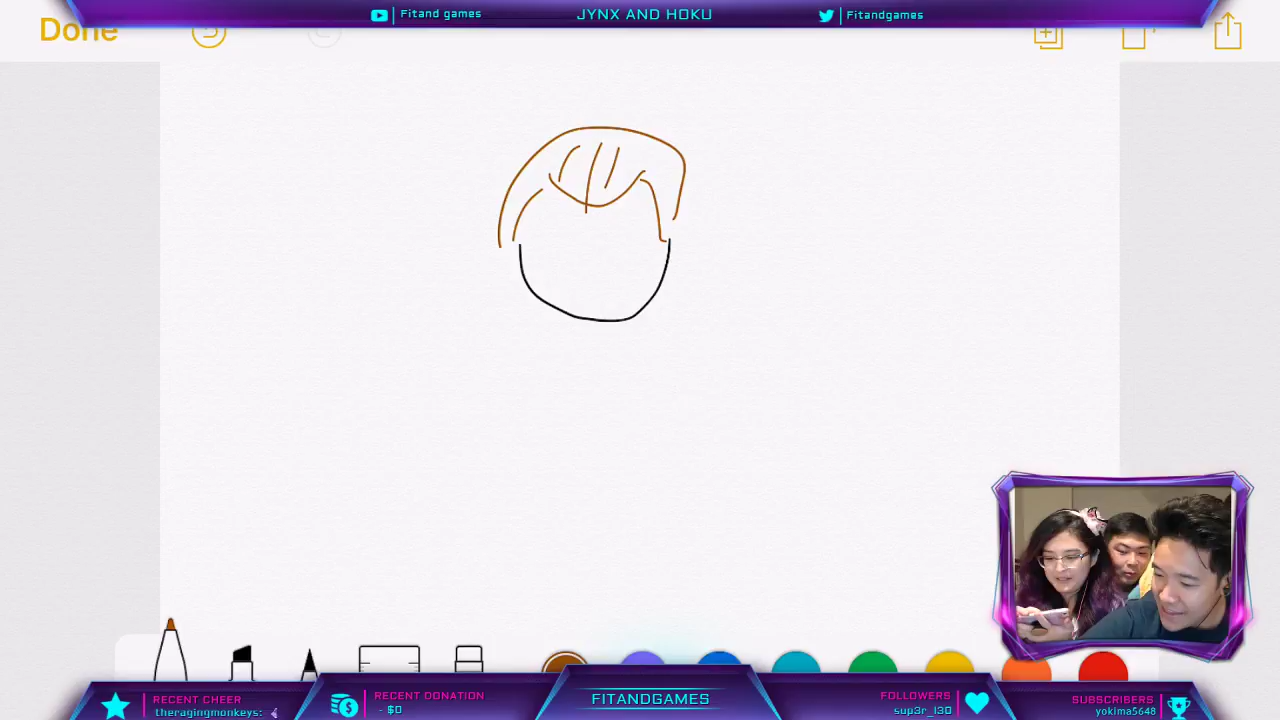 Fitand games
JYNX AND HOKU
Fitandgames
Done
RECENT CHEER
theragingmonkeys:
RECENT DONATION
- $0
FITANDGAMES
FOLLOWERS
sup3r_l30
SUBSCRIBERS
yokima5648